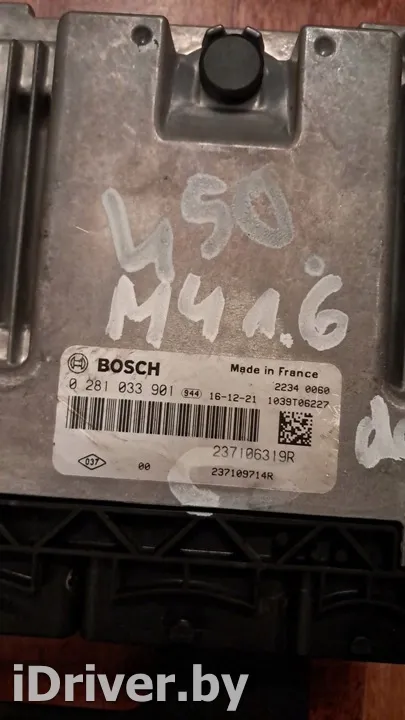 450.
M4 1.6
BOSCH
Made in France
0 281 033 901 944 16-12-21
2234 0060
1039T06227
237106319R
037 00 237109714R
iDriver.by